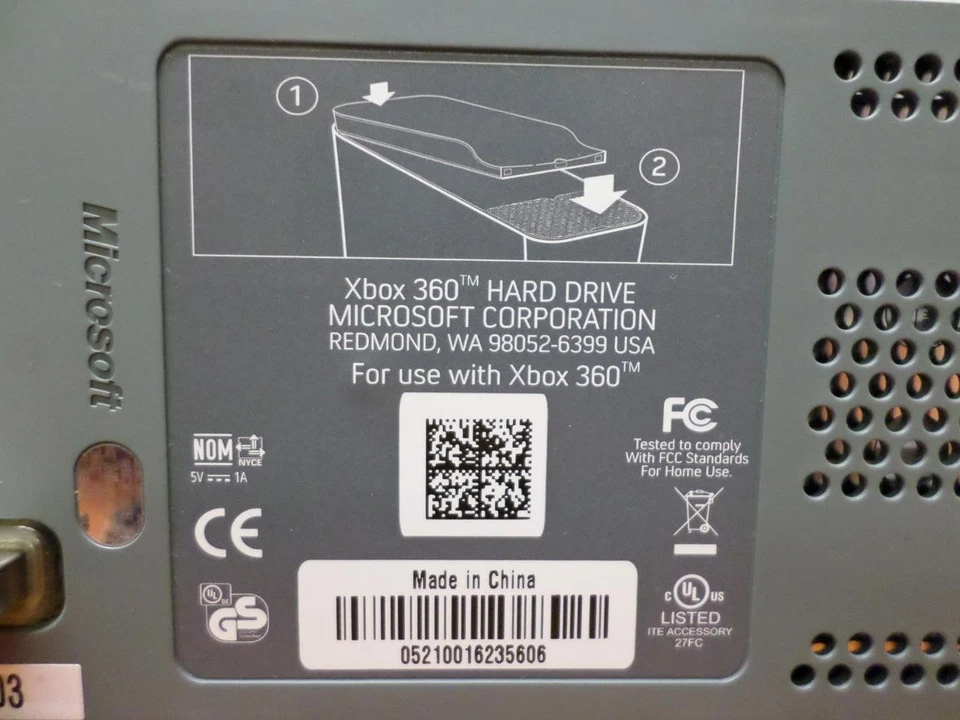 1
2
Microsoft
Xbox 360™ HARD DRIVE
MICROSOFT CORPORATION
REDMOND, WA 98052-6399 USA
For use with Xbox 360™
NOM
NYCE
5V ⎓ 1A
FC
Tested to comply
With FCC Standards
For Home Use.
CE
Made in China
05210016235606
UL
GS
c UL US
LISTED
ITE ACCESSORY
27FC
03